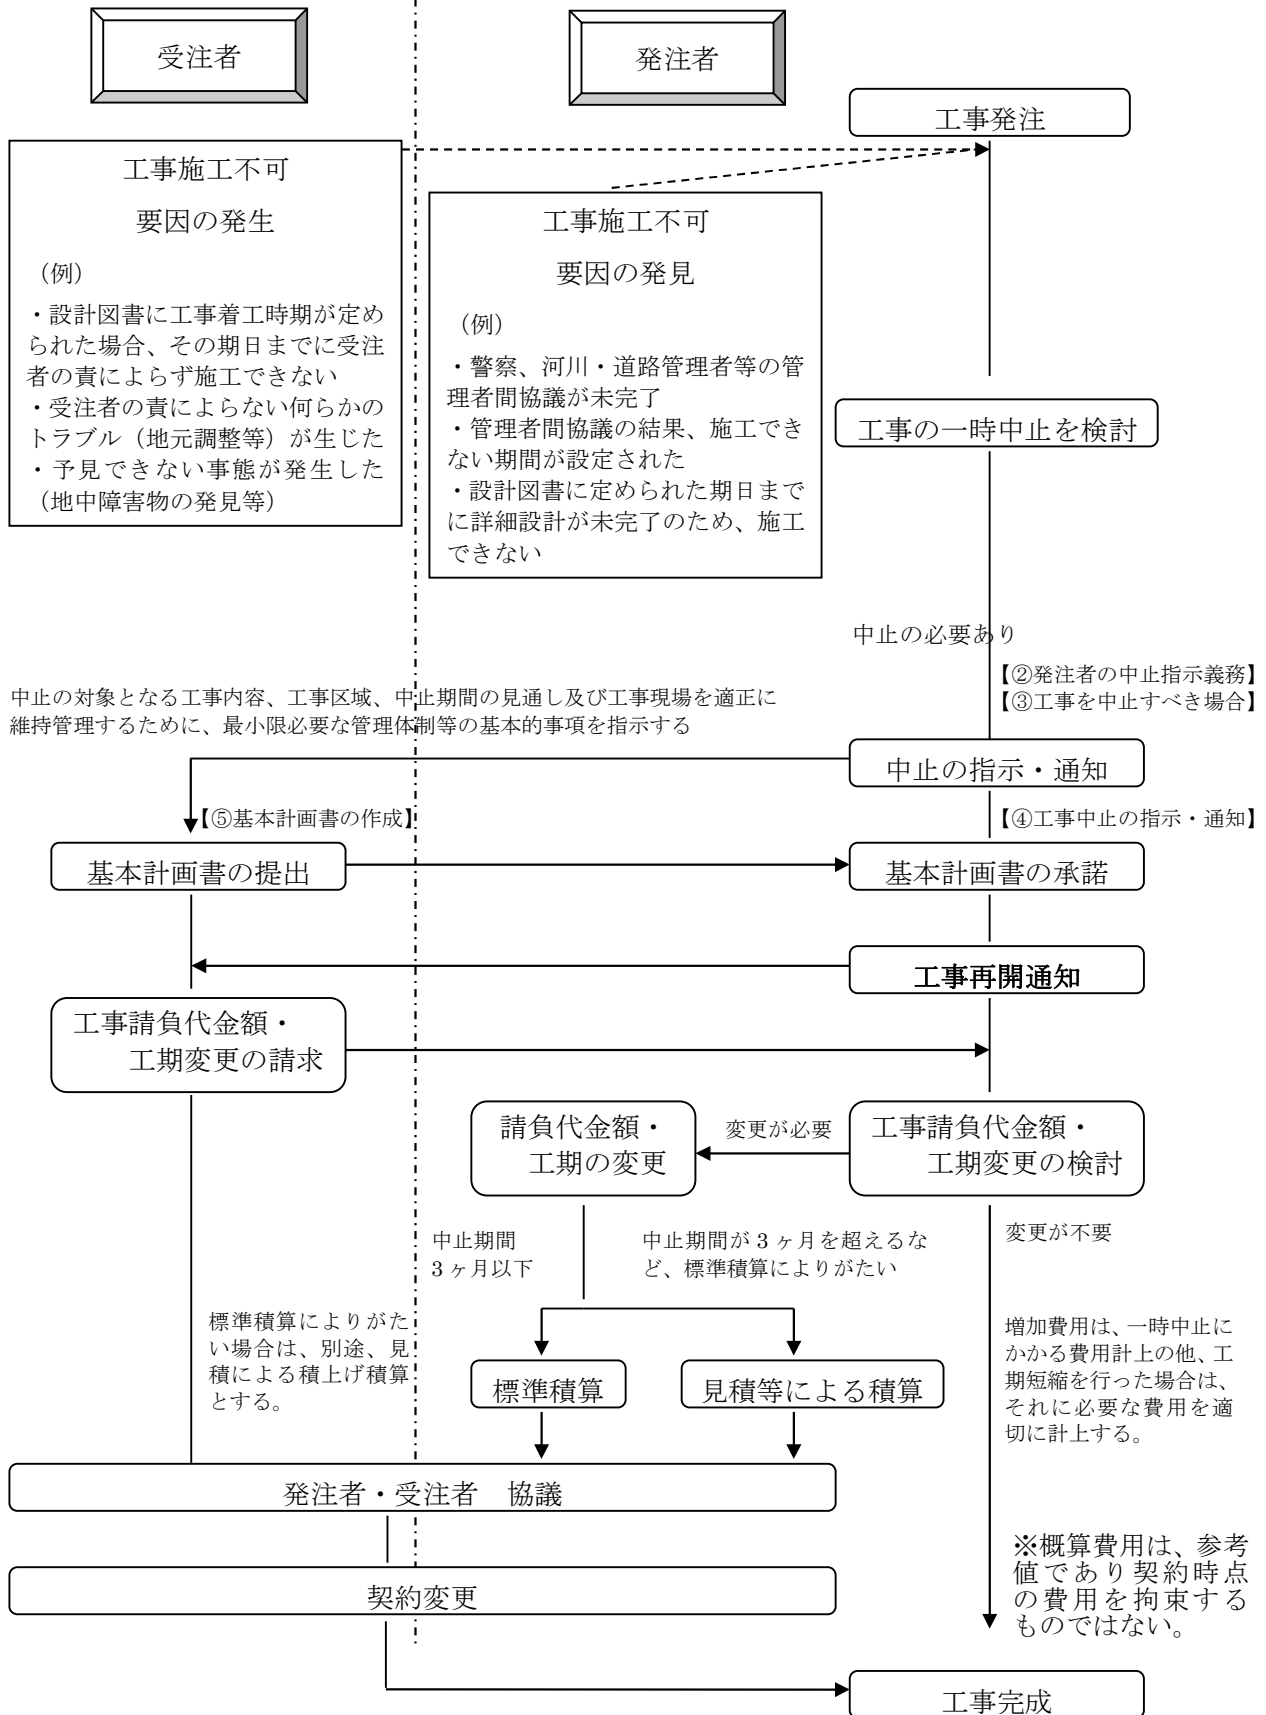 受注者
発注者
工事発注
工事施工不可
要因の発生
（例）
・設計図書に工事着工時期が定め
られた場合、その期日までに受注
者の責によらず施工できない
・受注者の責によらない何らかの
トラブル（地元調整等）が生じた
・予見できない事態が発生した
（地中障害物の発見等）
工事施工不可
要因の発見
（例）
・警察、河川・道路管理者等の管
理者間協議が未完了
・管理者間協議の結果、施工でき
ない期間が設定された
・設計図書に定められた期日まで
に詳細設計が未完了のため、施工
できない
工事の一時中止を検討
中止の必要あり
【②発注者の中止指示義務】
【③工事を中止すべき場合】
中止の対象となる工事内容、工事区域、中止期間の見通し及び工事現場を適正に
維持管理するために、最小限必要な管理体制等の基本的事項を指示する
中止の指示・通知
【⑤基本計画書の作成】
【④工事中止の指示・通知】
基本計画書の提出
基本計画書の承諾
工事再開通知
工事請負代金額・
工期変更の請求
請負代金額・
工期の変更
変更が必要
工事請負代金額・
工期変更の検討
中止期間
3ヶ月以下
中止期間が3ヶ月を超えるな
ど、標準積算によりがたい
変更が不要
標準積算によりがた
い場合は、別途、見
積による積上げ積算
とする。
標準積算
見積等による積算
増加費用は、一時中止に
かかる費用計上の他、工
期短縮を行った場合は、
それに必要な費用を適
切に計上する。
発注者・受注者　協議
契約変更
※概算費用は、参考
値であり契約時点
の費用を拘束する
ものではない。
工事完成